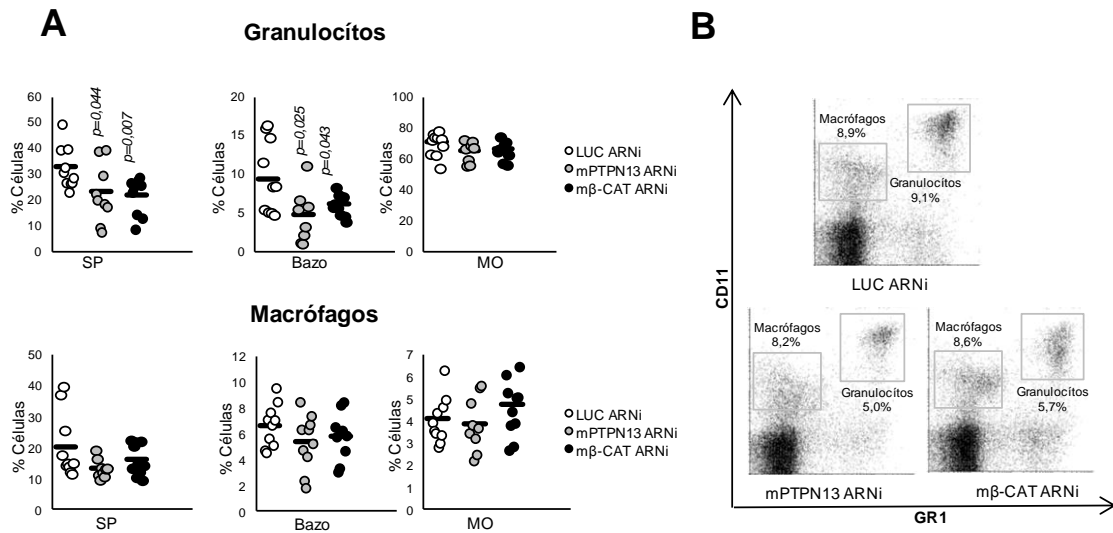 A
Granulocítos
% Células
60
50
40
30
20
10
0
p=0,044
p=0,007
SP
% Células
20
15
10
5
0
p=0,025
p=0,043
Bazo
% Células
100
80
60
40
20
0
MO
LUC ARNi
mPTPN13 ARNi
mβ-CAT ARNi
Macrófagos
% Células
50
40
30
20
10
0
SP
% Células
12
10
8
6
4
2
0
Bazo
% Células
7
6
5
4
3
2
1
0
MO
LUC ARNi
mPTPN13 ARNi
mβ-CAT ARNi
B
CD11
Macrófagos
8,9%
Granulocítos
9,1%
LUC ARNi
Macrófagos
8,2%
Granulocítos
5,0%
mPTPN13 ARNi
Macrófagos
8,6%
Granulocítos
5,7%
mβ-CAT ARNi
GR1